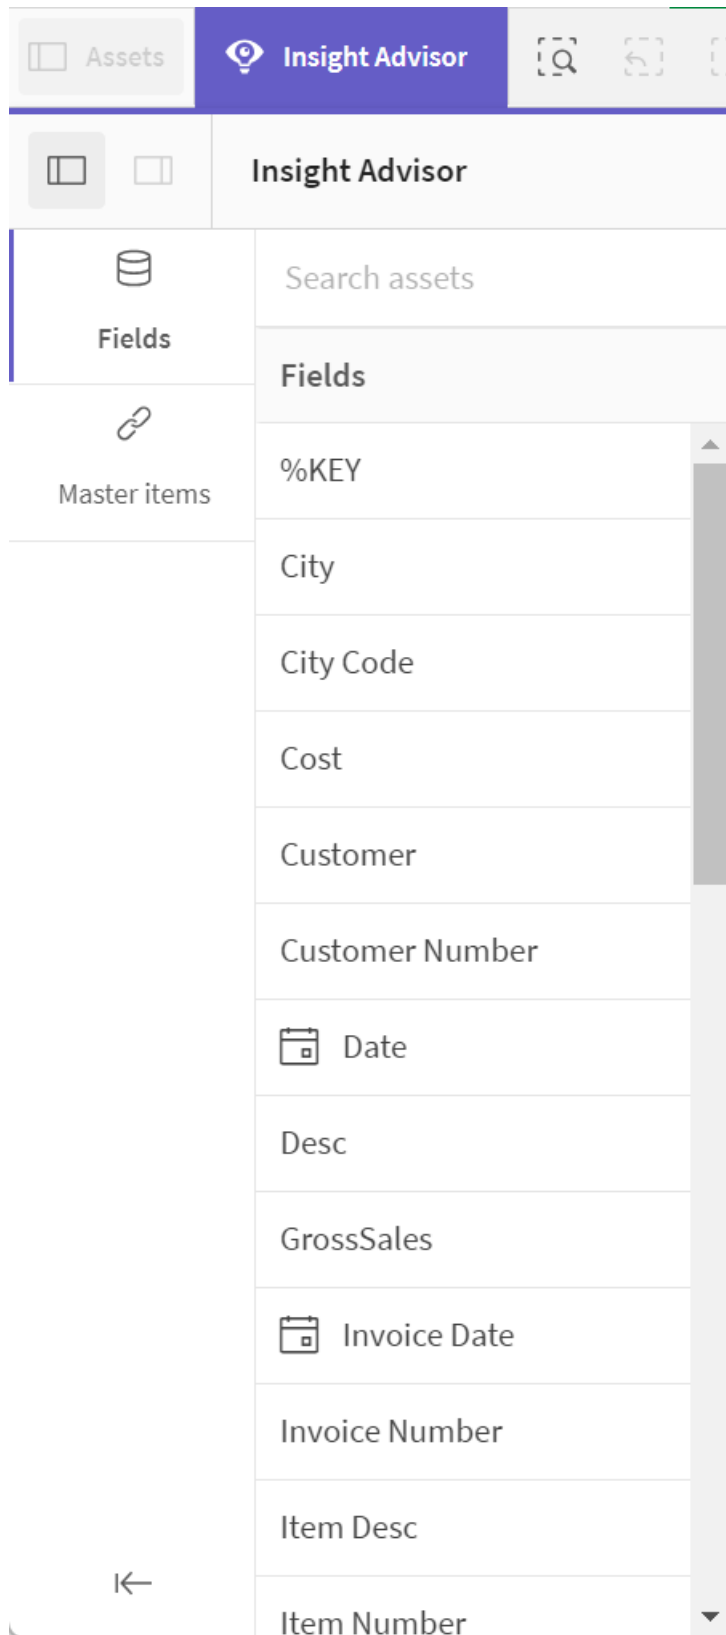 Assets
Insight Advisor
Insight Advisor
Fields
Master items
Search assets
Fields
%KEY
City
City Code
Cost
Customer
Customer Number
Date
Desc
GrossSales
Invoice Date
Invoice Number
Item Desc
Item Number